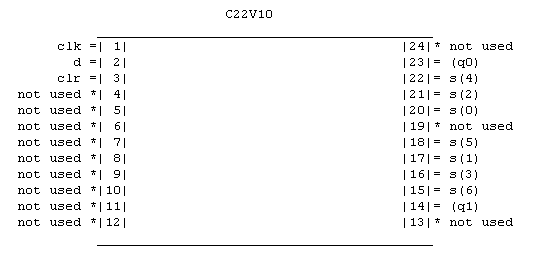 C22V10
clk =| 1| |24|* not used
d =| 2| |23|= (q0)
clr =| 3| |22|= s(4)
not used *| 4| |21|= s(2)
not used *| 5| |20|= s(0)
not used *| 6| |19|* not used
not used *| 7| |18|= s(5)
not used *| 8| |17|= s(1)
not used *| 9| |16|= s(3)
not used *|10| |15|= s(6)
not used *|11| |14|= (q1)
not used *|12| |13|* not used